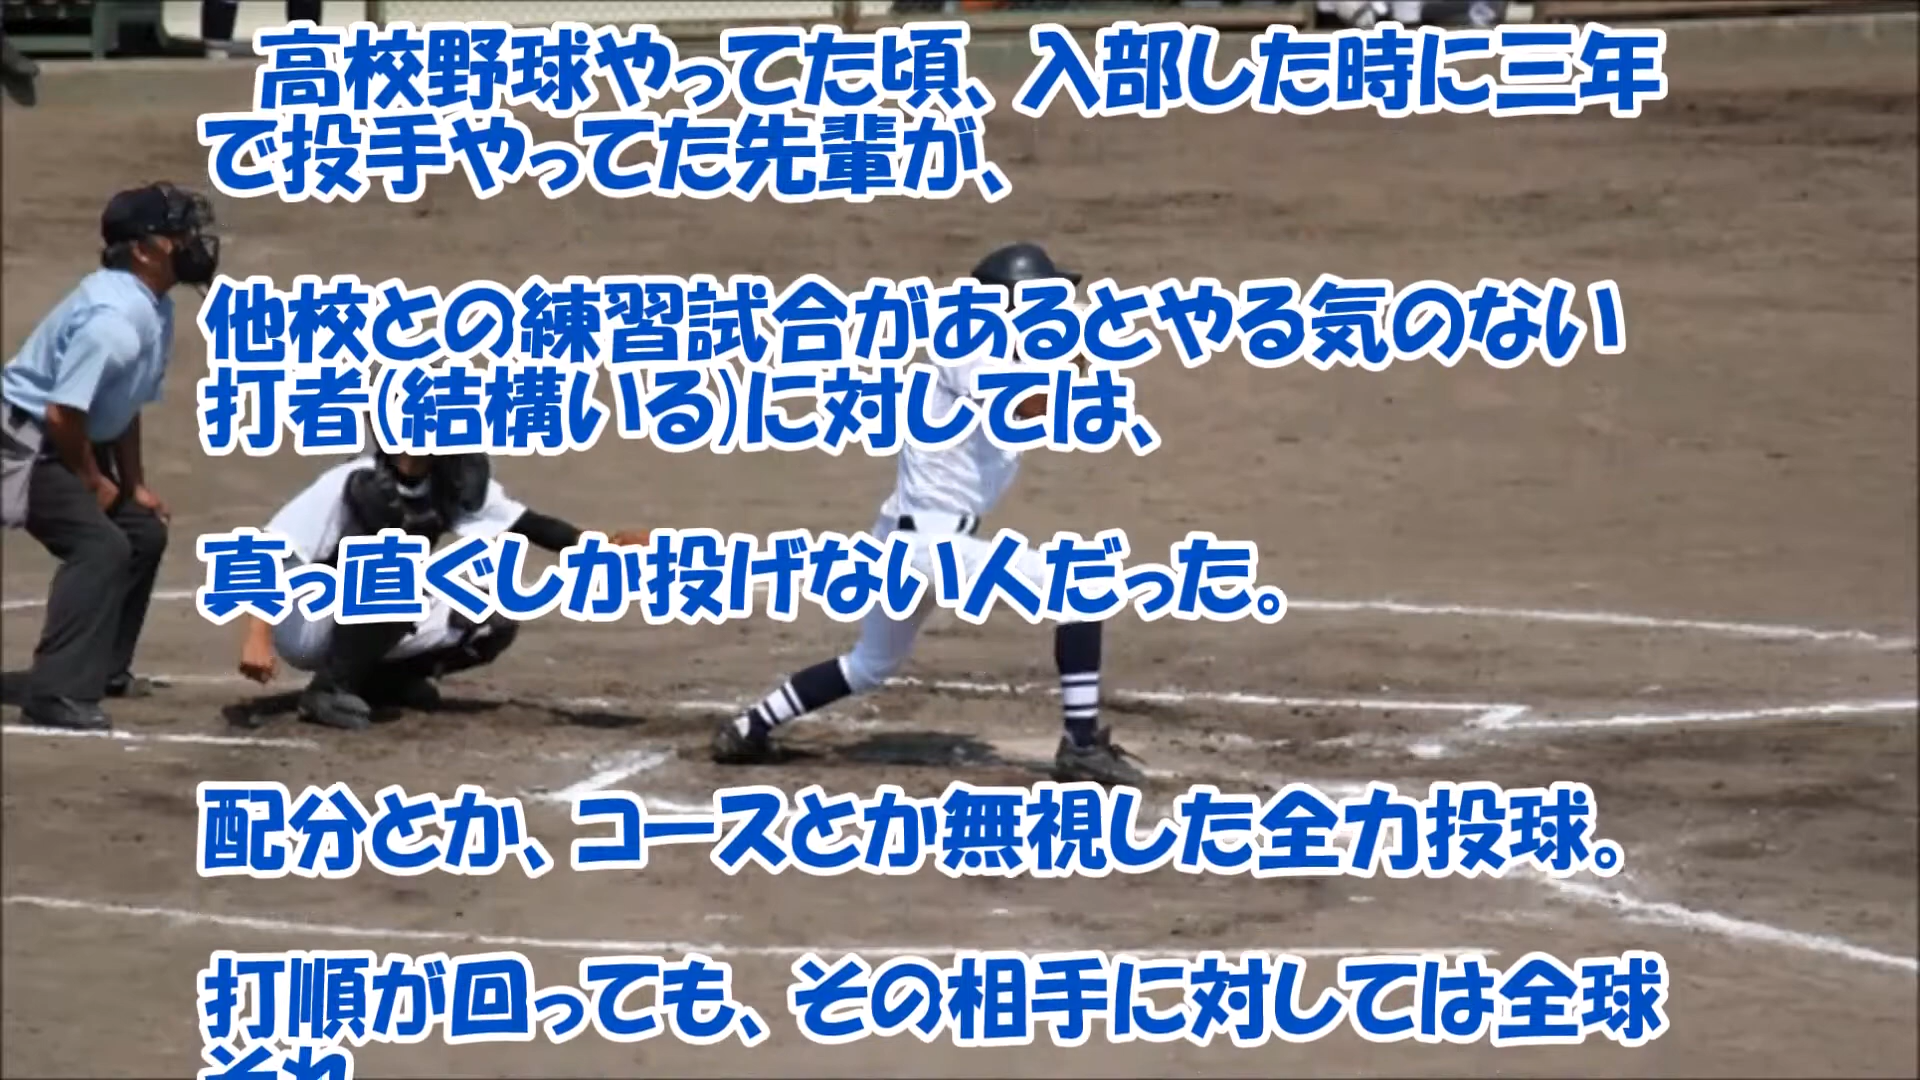 高校野球やってた頃、入部した時に三年
で投手やってた先輩が、
他校との練習試合があるとやる気のない
打者(結構いる)に対しては、
真っ直ぐしか投げない人だった。
配分とか、コースとか無視した全力投球。
打順が回っても、その相手に対しては全球
それ